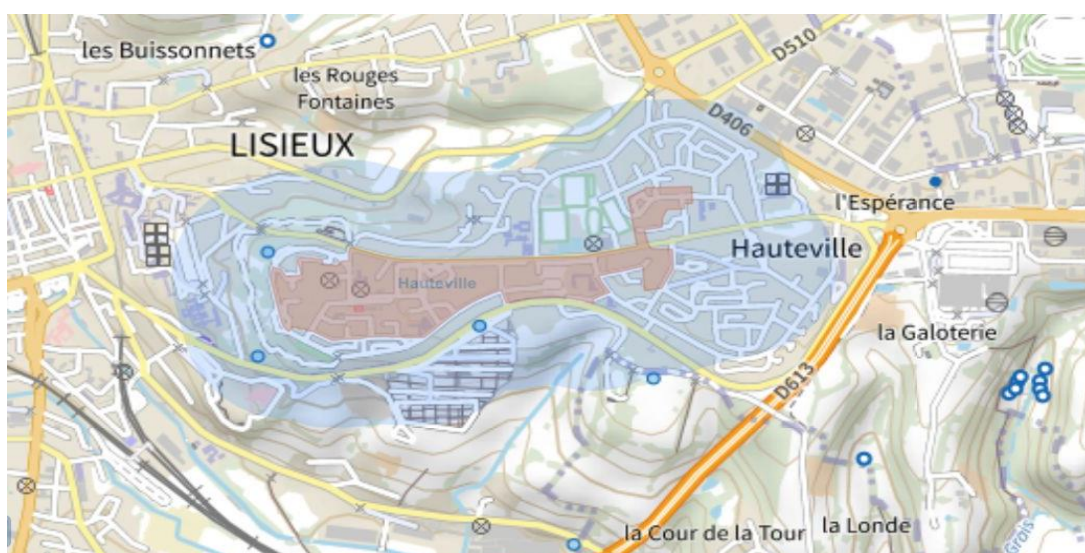 les Buissonnets
les Rouges
Fontaines
D510
LISIEUX
D406
l'Espérance
Hauteville
Hauteville
la Galoterie
D613
la Cour de la Tour
la Londe
Grais